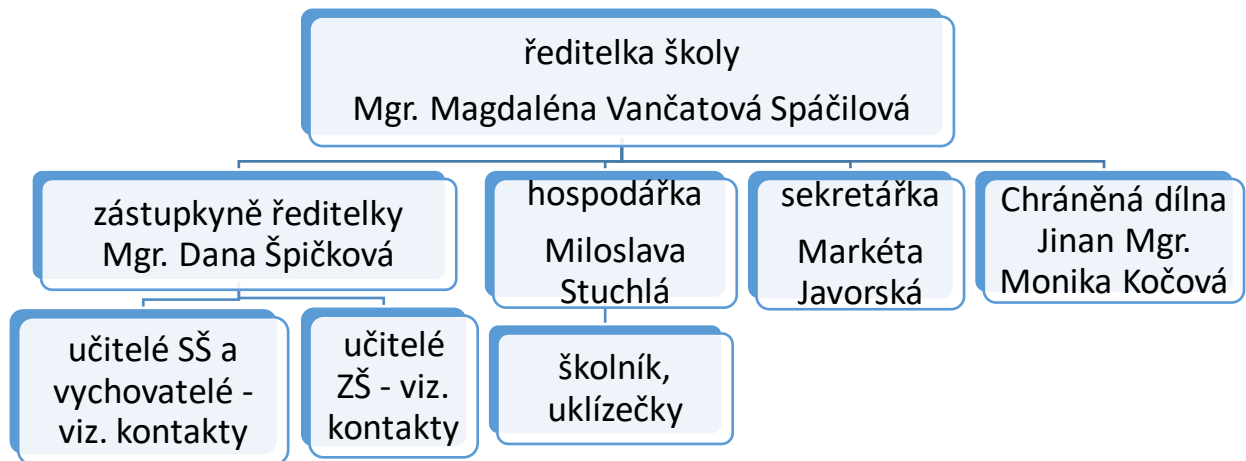 ředitelka školy
Mgr. Magdaléna Vančatová Spáčilová
zástupkyně ředitelky
Mgr. Dana Špičková
hospodářka
Miloslava
Stuchlá
sekretářka
Markéta
Javorská
Chráněná dílna
Jinan Mgr.
Monika Kočová
učitelé SŠ a
vychovatelé -
viz. kontakty
učitelé
ZŠ - viz.
kontakty
školník,
uklízečky